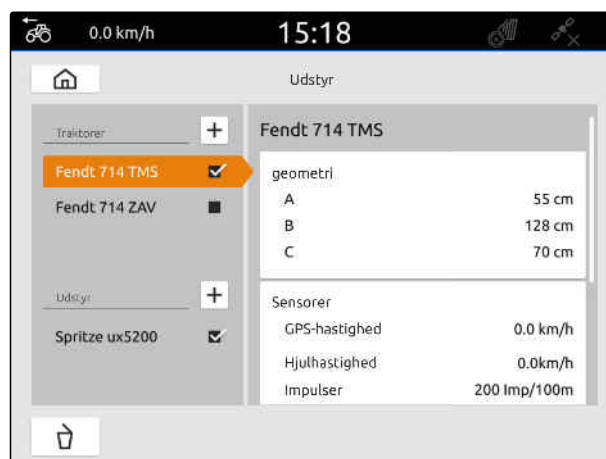 0.0 km/h
15:18
Udstyr
Traktorer
Fendt 714 TMS
Fendt 714 ZAV
Udstyr
Spritze ux5200
Fendt 714 TMS
geometri
A 55 cm
B 128 cm
C 70 cm
Sensorer
GPS-hastighed 0.0 km/h
Hjulhastighed 0.0km/h
Impulser 200 Imp/100m